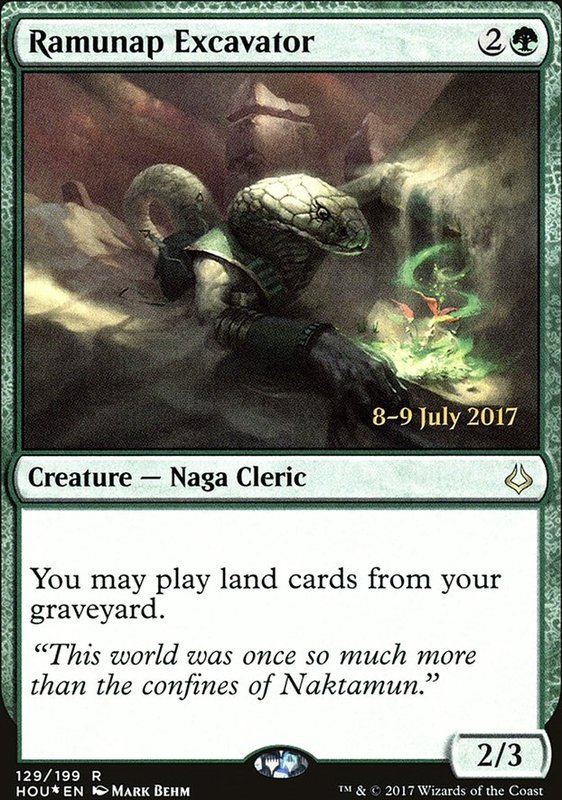 Ramunap Excavator 2
8–9 July 2017
Creature — Naga Cleric
You may play land cards from your
graveyard.
“This world was once so much more
than the confines of Naktamun.”
2/3
129/199 R
HOU★EN Mark Behm
™ & © 2017 Wizards of the Coast